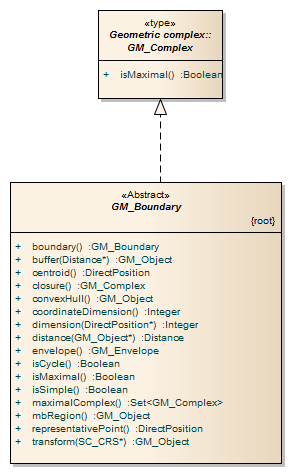 «type»
Geometric complex::
GM_Complex
+ isMaximal() :Boolean
«Abstract»
GM_Boundary
{root}
+ boundary() :GM_Boundary
+ buffer(Distance*) :GM_Object
+ centroid() :DirectPosition
+ closure() :GM_Complex
+ convexHull() :GM_Object
+ coordinateDimension() :Integer
+ dimension(DirectPosition*) :Integer
+ distance(GM_Object*) :Distance
+ envelope() :GM_Envelope
+ isCycle() :Boolean
+ isMaximal() :Boolean
+ isSimple() :Boolean
+ maximalComplex() :Set<GM_Complex>
+ mbRegion() :GM_Object
+ representativePoint() :DirectPosition
+ transform(SC_CRS*) :GM_Object